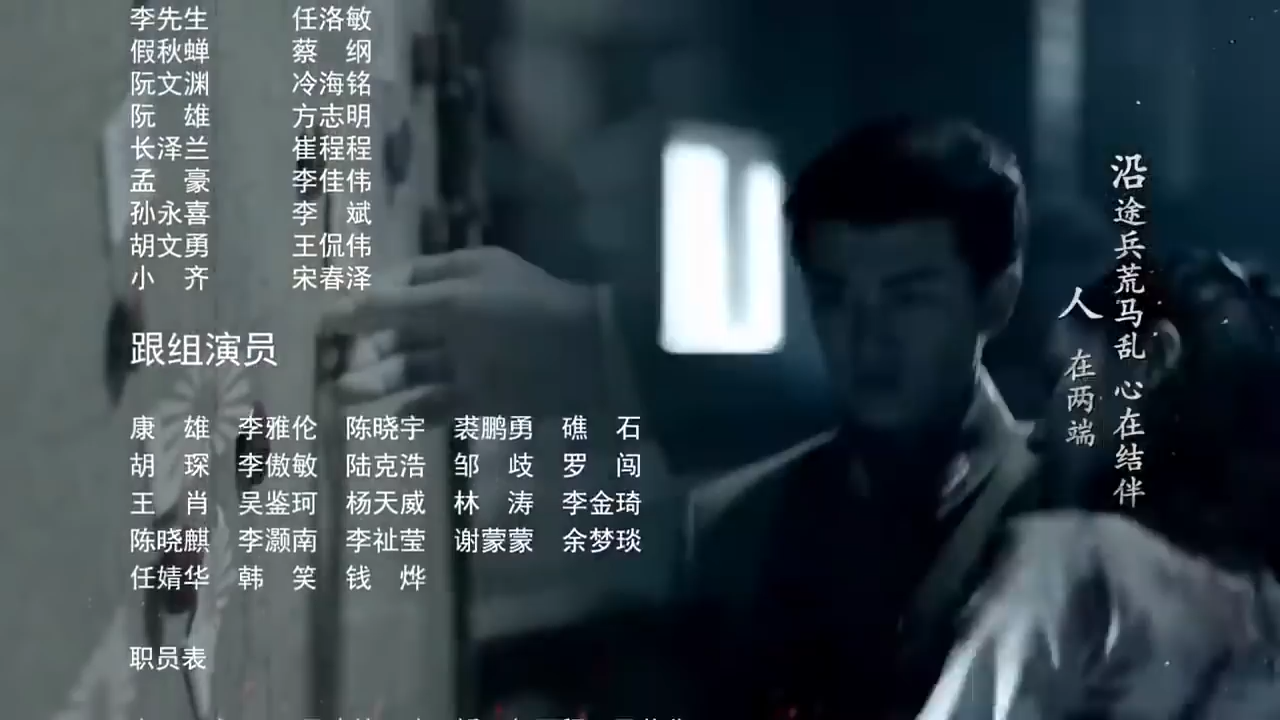 李先生 任洛敏
假秋蝉 蔡 纲
阮文渊 冷海铭
阮 雄 方志明
长泽兰 崔程程
孟 豪 李佳伟
孙永喜 李 斌
胡文勇 王侃伟
小 齐 宋春泽
跟组演员
康 雄 李雅伦 陈晓宇 裘鹏勇 礁 石
胡 琛 李傲敏 陆克浩 邹 歧 罗 闯
王 肖 吴鉴珂 杨天威 林 涛 李金琦
陈晓麒 李灏南 李祉莹 谢蒙蒙 余梦琰
任婧华 韩 笑 钱 烨
职员表
沿途兵荒马乱 心在结伴
人 在两端